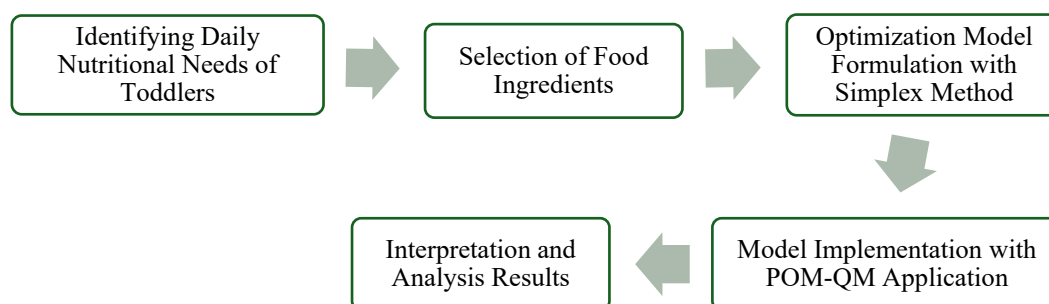 Identifying Daily
Nutritional Needs of
Toddlers
Selection of Food
Ingredients
Optimization Model
Formulation with
Simplex Method
Model Implementation with
POM-QM Application
Interpretation and
Analysis Results